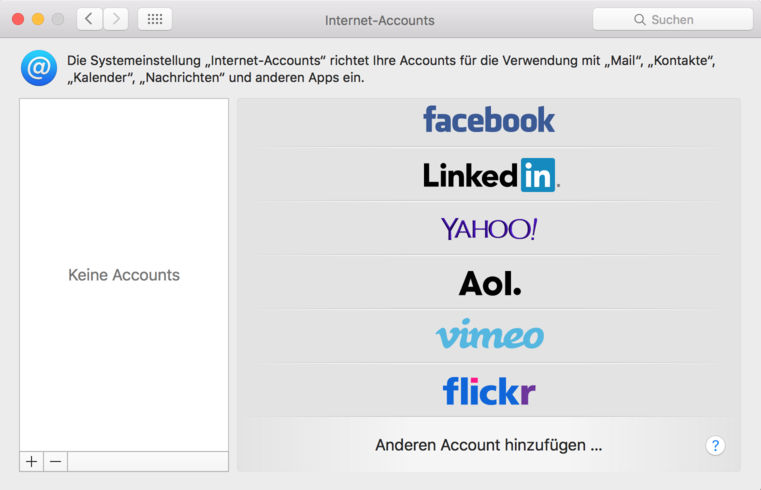 Internet-Accounts
Suchen
Die Systemeinstellung „Internet-Accounts“ richtet Ihre Accounts für die Verwendung mit „Mail“, „Kontakte“,
„Kalender“, „Nachrichten“ und anderen Apps ein.
Keine Accounts
facebook
Linkedin
YAHOO!
Aol.
vimeo
flickr
Anderen Account hinzufügen ...
?